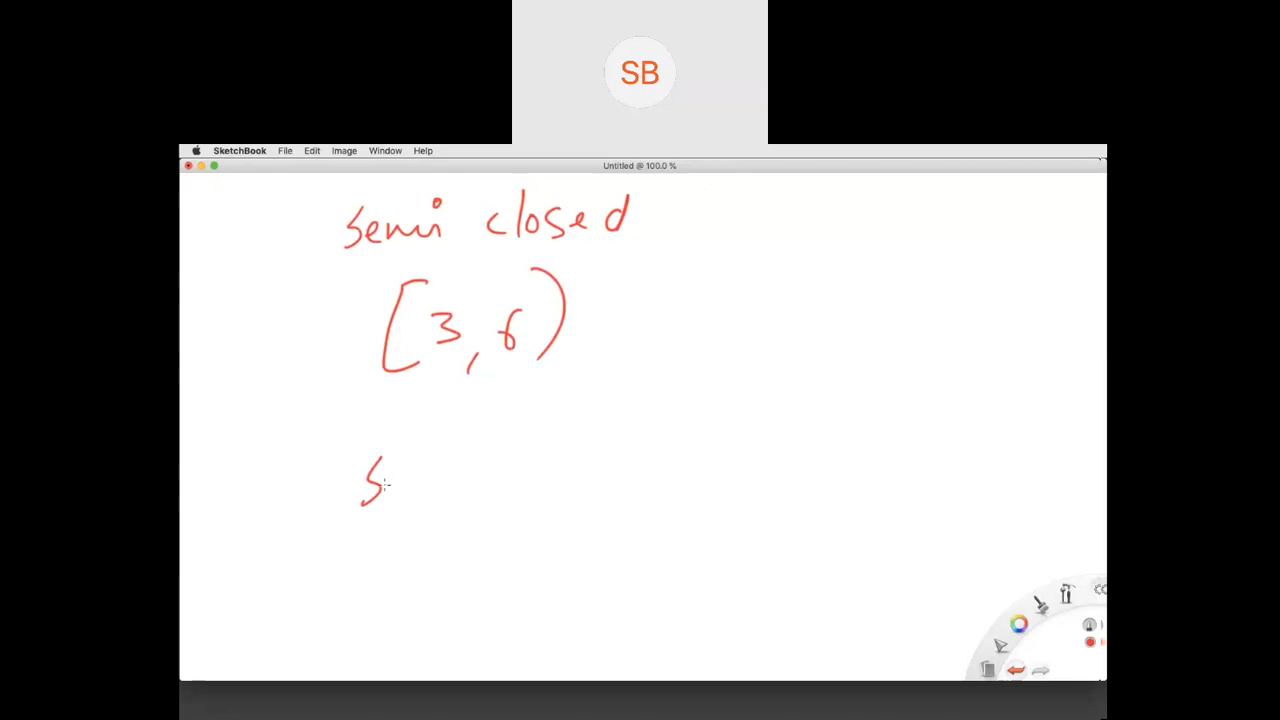 SB
SketchBook File Edit Image Window Help
Untitled @ 100.0 %
semi closed
[3, 6)
s